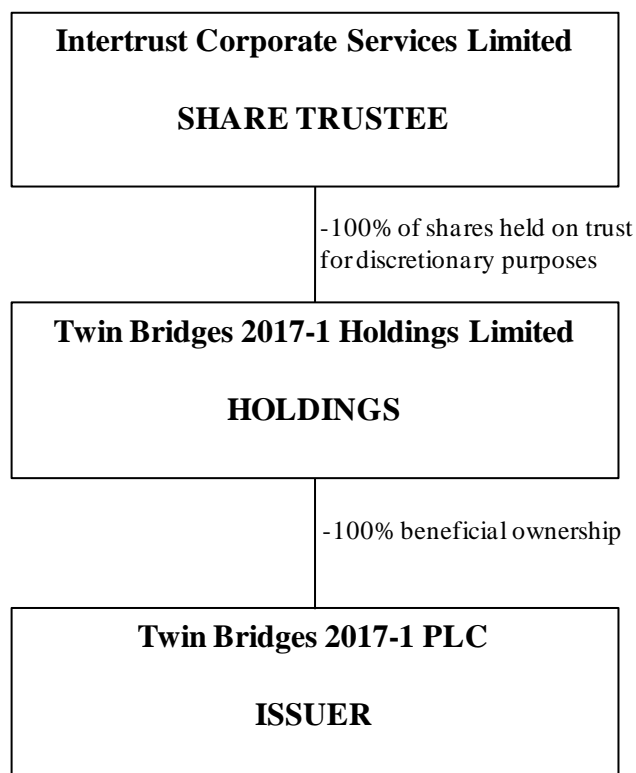 Intertrust Corporate Services Limited
SHARE TRUSTEE
-100% of shares held on trust
for discretionary purposes
Twin Bridges 2017-1 Holdings Limited
HOLDINGS
-100% beneficial ownership
Twin Bridges 2017-1 PLC
ISSUER